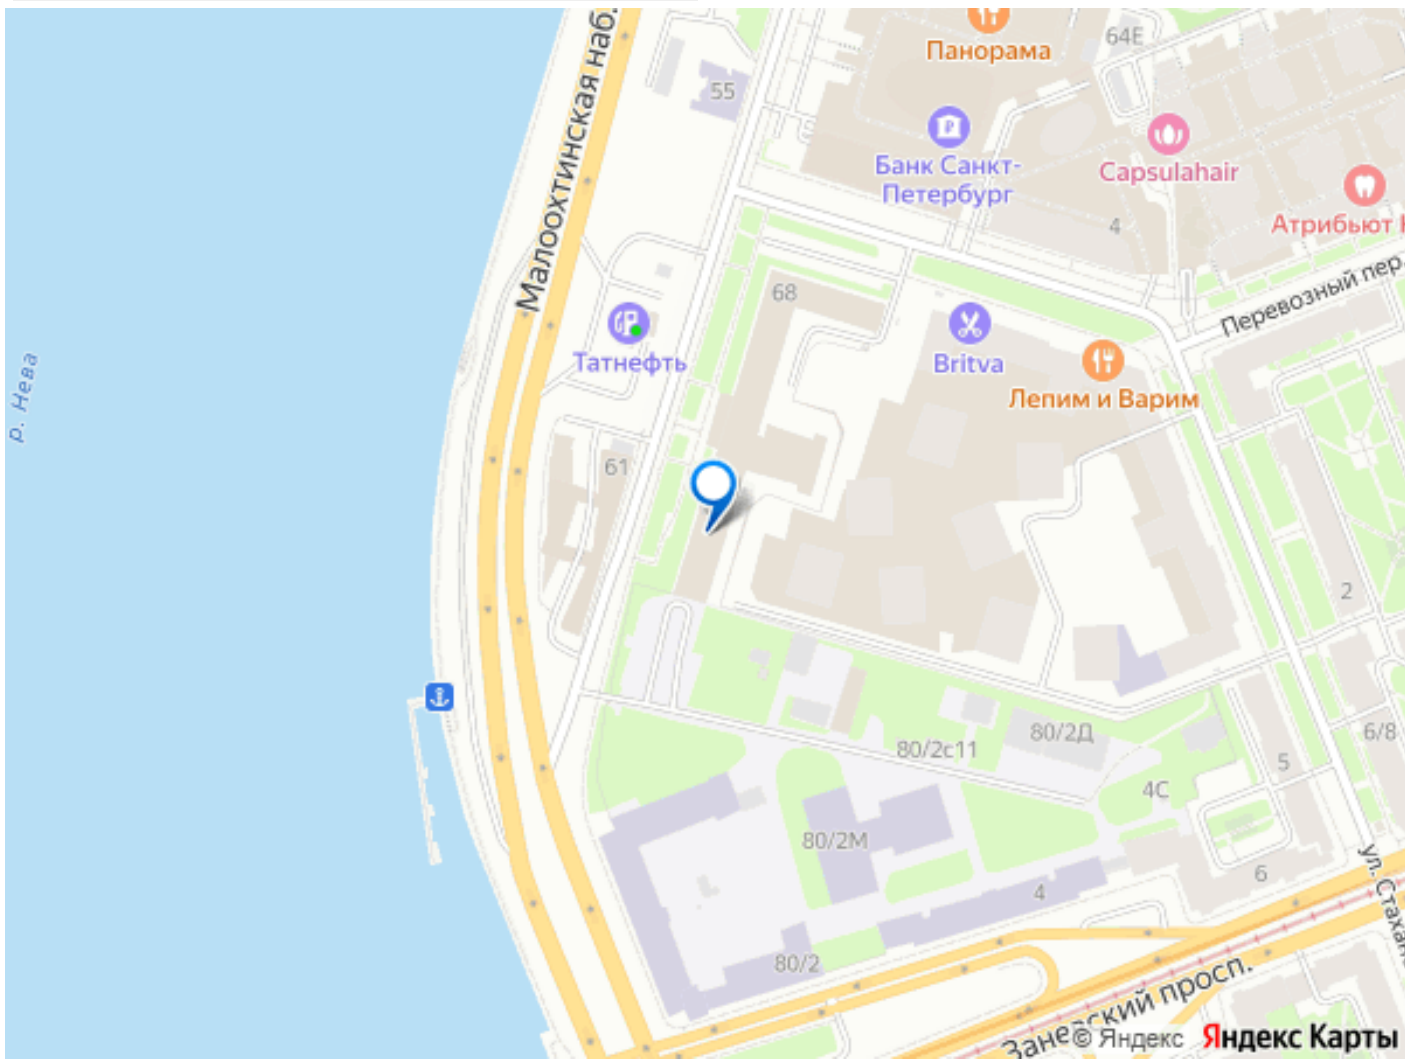 64Е
Панорама
Малоохтинская наб.
55
Банк Санкт-
Петербург
Capsulahair
Атрибьют
4
Перевозный пер.
68
Татнефть
Britva
Лепим и Варим
р. Нева
61
2
80/2с11
80/2Д
6/8
5
4С
80/2М
ул. Стаха
6
4
80/2
Заневский просп.
© Яндекс
Яндекс Карты